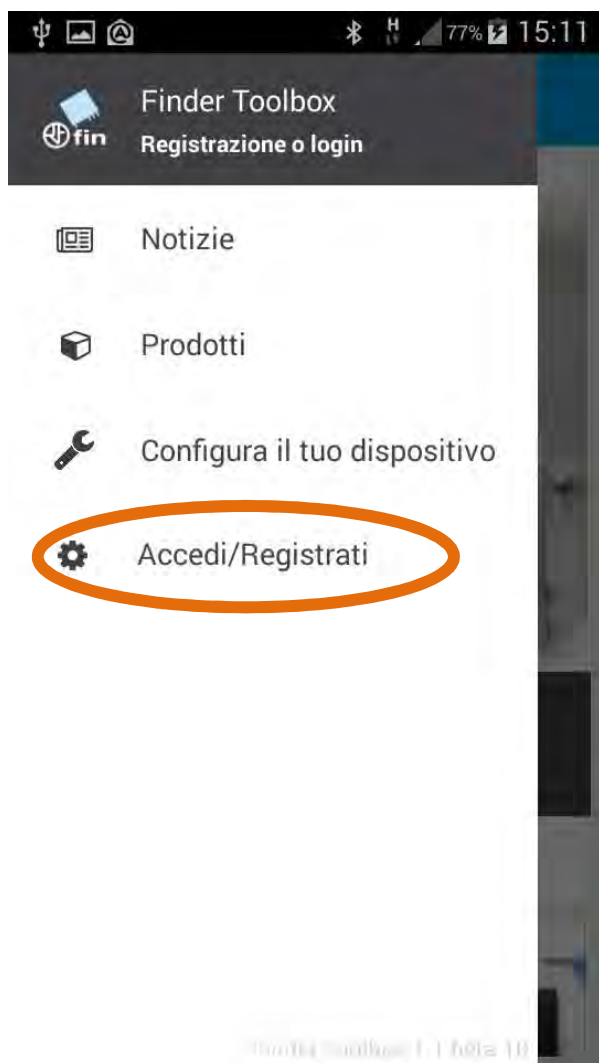 77% 15:11
Finder Toolbox
fin
Registrazione o login
Notizie
Prodotti
Configura il tuo dispositivo
Accedi/Registrati